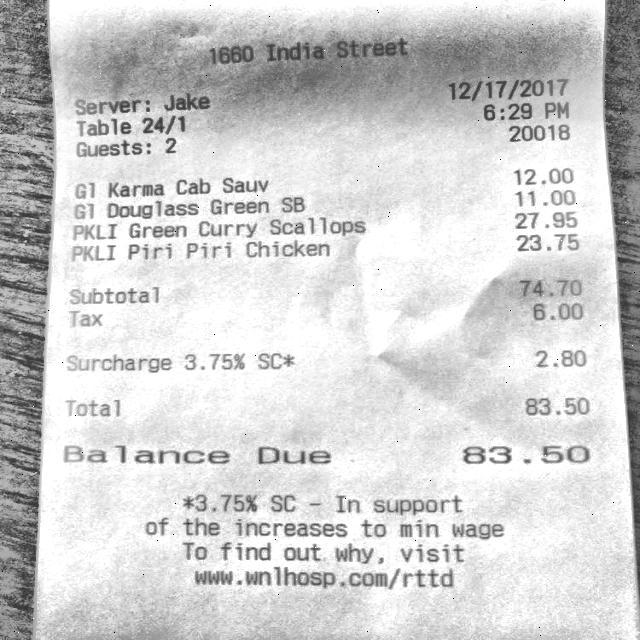 1660 India Street
Server: Jake 12/17/2017
Table 24/1 6:29 PM
Guests: 2 20018
Gl Karma Cab Sauv 12.00
Gl Douglass Green SB 11.00
PKLI Green Curry Scallops 27.95
PKLI Piri Piri Chicken 23.75
Subtotal 74.70
Tax 6.00
Surcharge 3.75% SC* 2.80
Total 83.50
Balance Due 83.50
*3.75% SC - In support
of the increases to min wage
To find out why, visit
www.wnlhosp.com/rttd